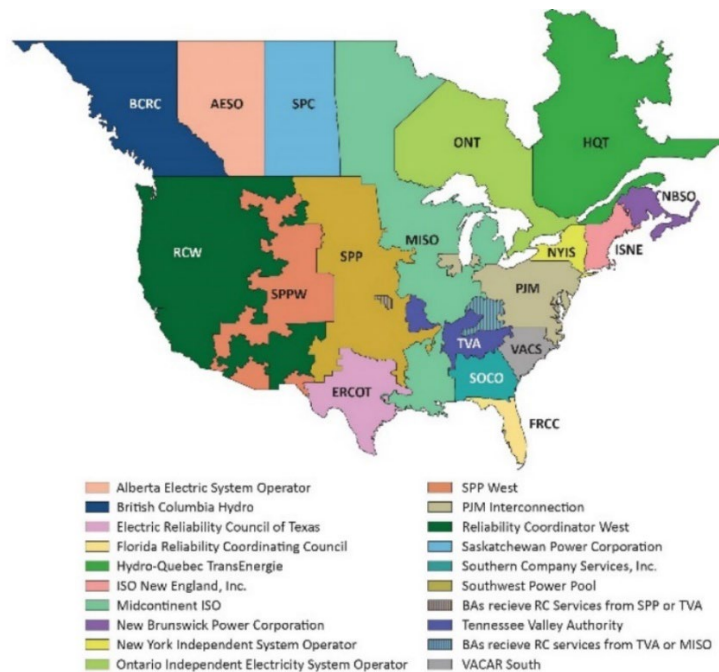 BCRC
AESO
SPC
ONT
HQT
NBSO
RCW
SPP
MISO
NYIS
ISNE
SPPW
PJM
TVA
VACS
ERCOT
SOCO
FRCC
Alberta Electric System Operator
British Columbia Hydro
Electric Reliability Council of Texas
Florida Reliability Coordinating Council
Hydro-Quebec TransEnergie
ISO New England, Inc.
Midcontinent ISO
New Brunswick Power Corporation
New York Independent System Operator
Ontario Independent Electricity System Operator
SPP West
PJM Interconnection
Reliability Coordinator West
Saskatchewan Power Corporation
Southern Company Services, Inc.
Southwest Power Pool
BAs recieve RC Services from SPP or TVA
Tennessee Valley Authority
BAs recieve RC services from TVA or MISO
VACAR South